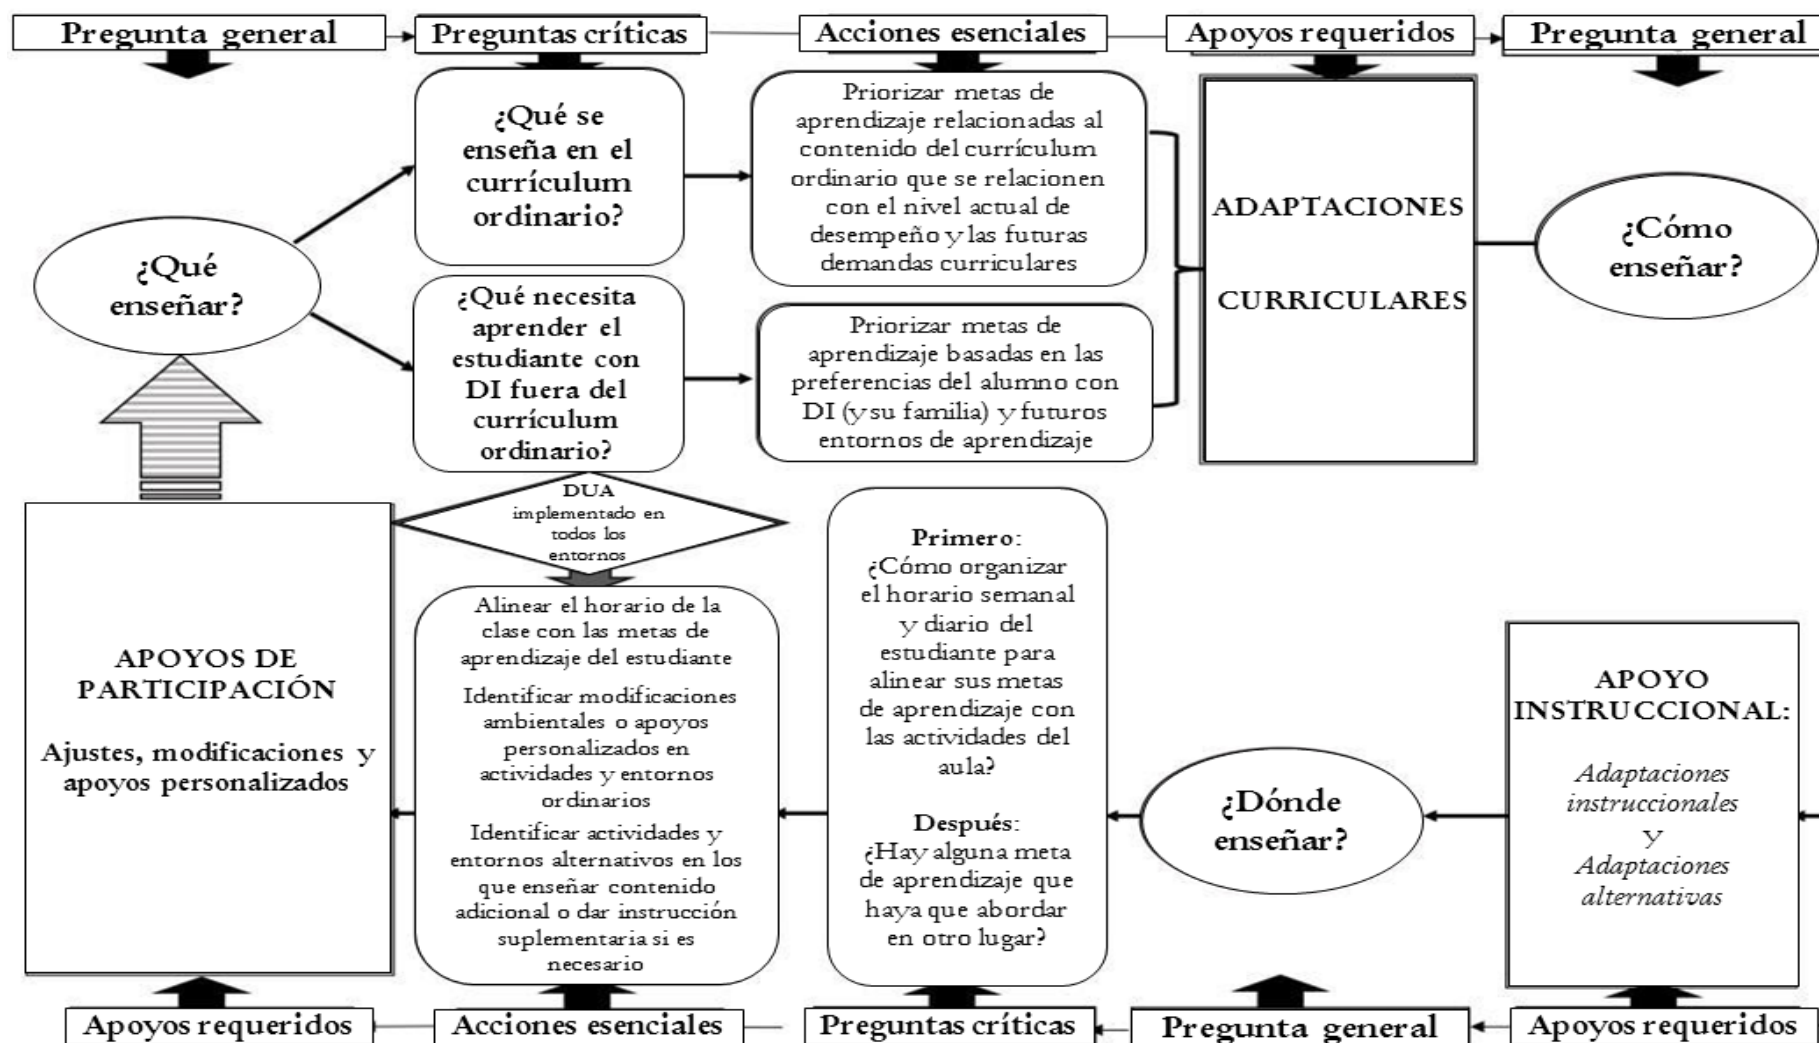 Pregunta general
Preguntas críticas
Acciones esenciales
Apoyos requeridos
Pregunta general
¿Qué
enseñar?
¿Qué se
enseña en el
currículum
ordinario?
¿Qué necesita
aprender el
estudiante con
DI fuera del
currículum
ordinario?
Priorizar metas de
aprendizaje relacionadas al
contenido del currículum
ordinario que se relacionen
con el nivel actual de
desempeño y las futuras
demandas curriculares
Priorizar metas de
aprendizaje basadas en las
preferencias del alumno con
DI (y su familia) y futuros
entornos de aprendizaje
ADAPTACIONES
CURRICULARES
¿Cómo
enseñar?
DUA
implementado en
todos los
entornos
APOYOS DE
PARTICIPACIÓN
Ajustes, modificaciones y
apoyos personalizados
Alinear el horario de la
clase con las metas de
aprendizaje del estudiante
Identificar modificaciones
ambientales o apoyos
personalizados en
actividades y entornos
ordinarios
Identificar actividades y
entornos alternativos en los
que enseñar contenido
adicional o dar instrucción
suplementaria si es
necesario
Primero:
¿Cómo organizar
el horario semanal
y diario del
estudiante para
alinear sus metas
de aprendizaje con
las actividades del
aula?
Después:
¿Hay alguna meta
de aprendizaje que
haya que abordar
en otro lugar?
¿Dónde
enseñar?
APOYO
INSTRUCCIONAL:
Adaptaciones
instruccionales
y
Adaptaciones
alternativas
Apoyos requeridos
Acciones esenciales
Preguntas críticas
Pregunta general
Apoyos requeridos